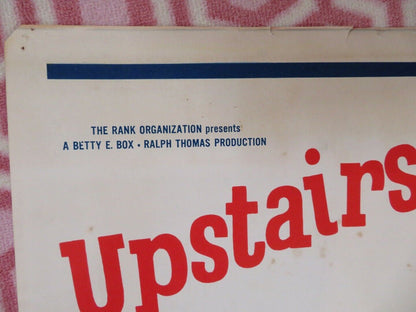 THE RANK ORGANIZATION presents
A BETTY E. BOX • RALPH THOMAS PRODUCTION
Upstairs